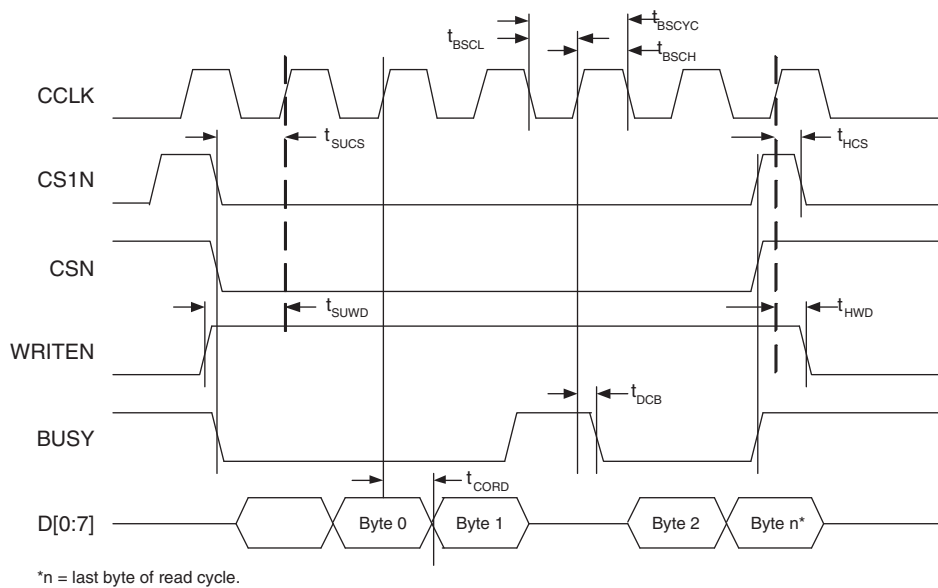 t_BSCYC
t_BSCL
t_BSCH
CCLK
t_SUCS
t_HCS
CS1N
CSN
t_SUWD
t_HWD
WRITEN
t_DCB
BUSY
t_CORD
D[0:7]
Byte 0
Byte 1
Byte 2
Byte n*
*n = last byte of read cycle.